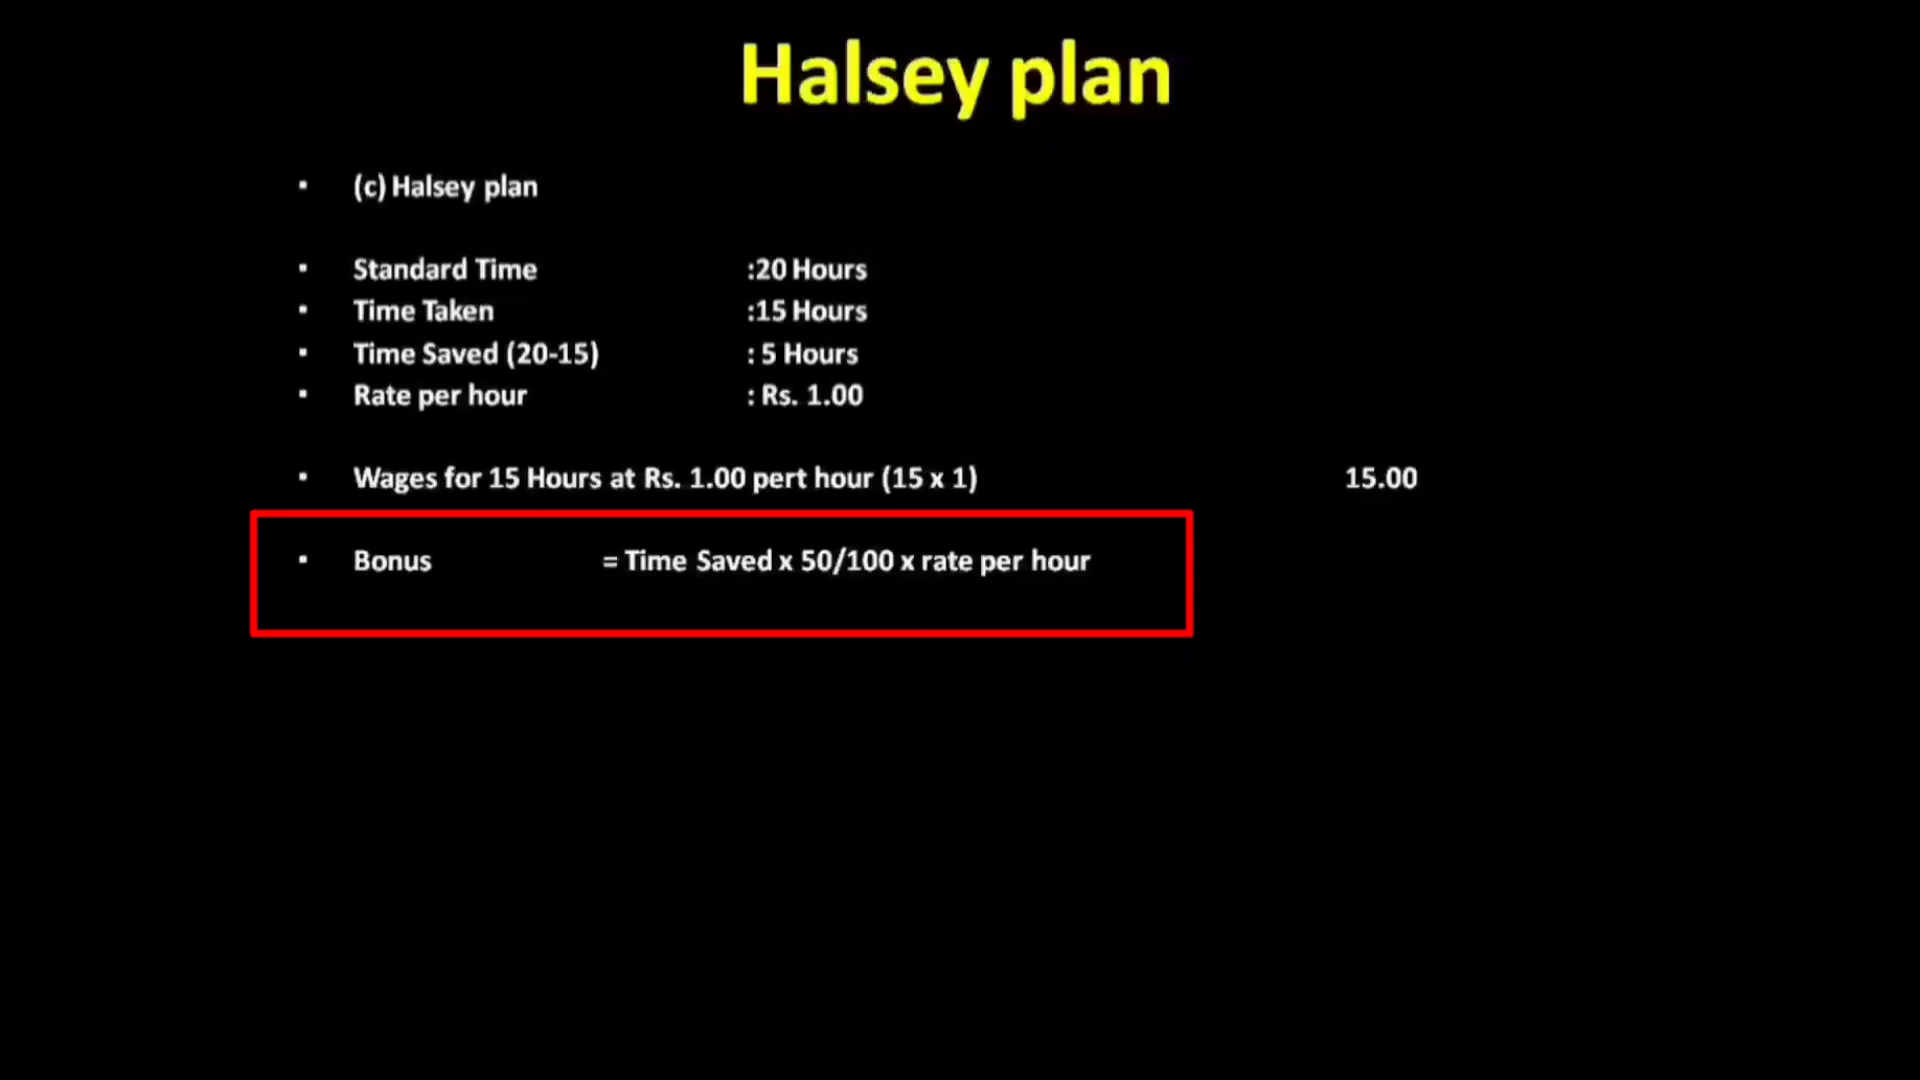 Halsey plan
▪ (c) Halsey plan
▪ Standard Time :20 Hours
▪ Time Taken :15 Hours
▪ Time Saved (20-15) : 5 Hours
▪ Rate per hour : Rs. 1.00
▪ Wages for 15 Hours at Rs. 1.00 pert hour (15 x 1) 15.00
▪ Bonus = Time Saved x 50/100 x rate per hour